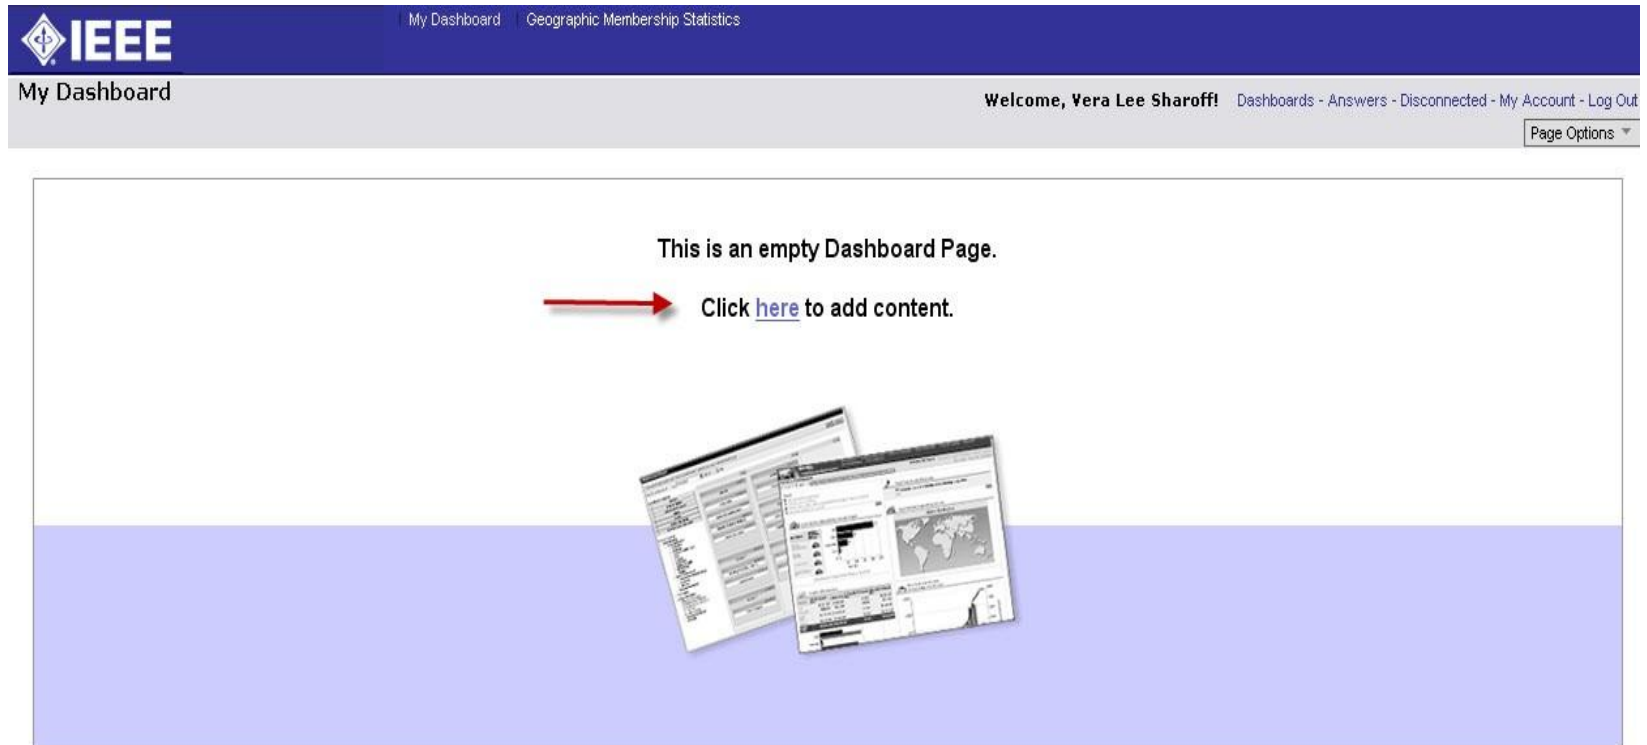 IEEE
My Dashboard
Geographic Membership Statistics
My Dashboard
Welcome, Vera Lee Sharoff! Dashboards - Answers - Disconnected - My Account - Log Out
Page Options
This is an empty Dashboard Page.
Click here to add content.